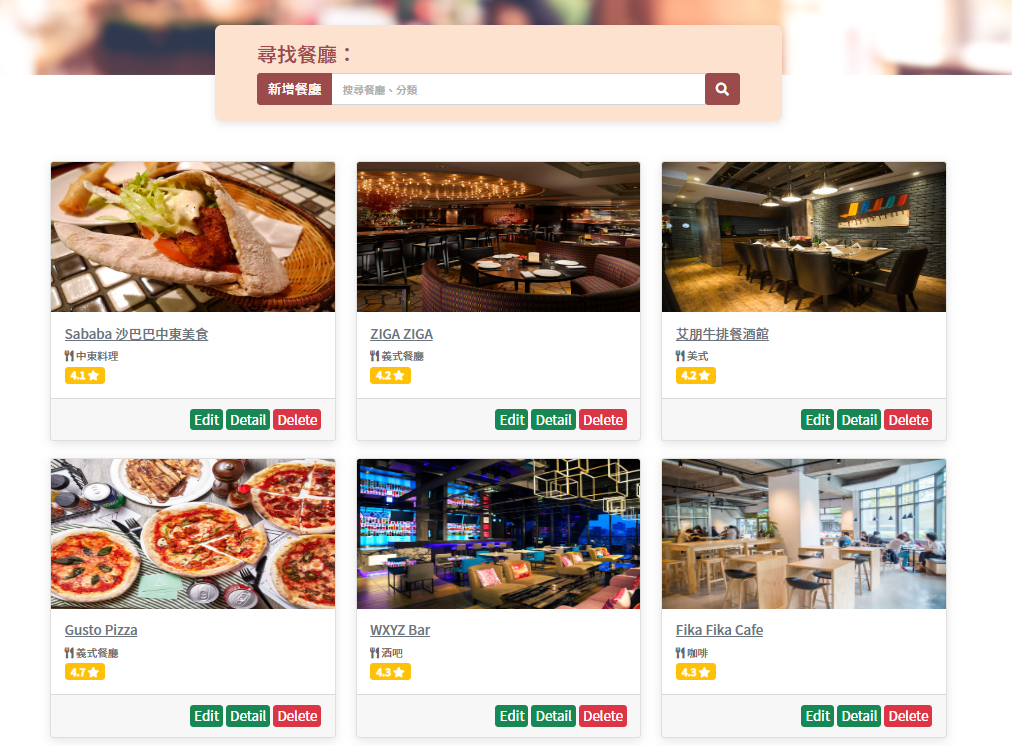 尋找餐廳：
新增餐廳 搜尋餐廳、分類
Sababa 沙巴巴中東美食
中東料理
4.1
Edit Detail Delete
ZIGA ZIGA
義式餐廳
4.2
Edit Detail Delete
艾朋牛排餐酒館
美式
4.2
Edit Detail Delete
Gusto Pizza
義式餐廳
4.7
Edit Detail Delete
WXYZ Bar
酒吧
4.3
Edit Detail Delete
Fika Fika Cafe
咖啡
4.3
Edit Detail Delete